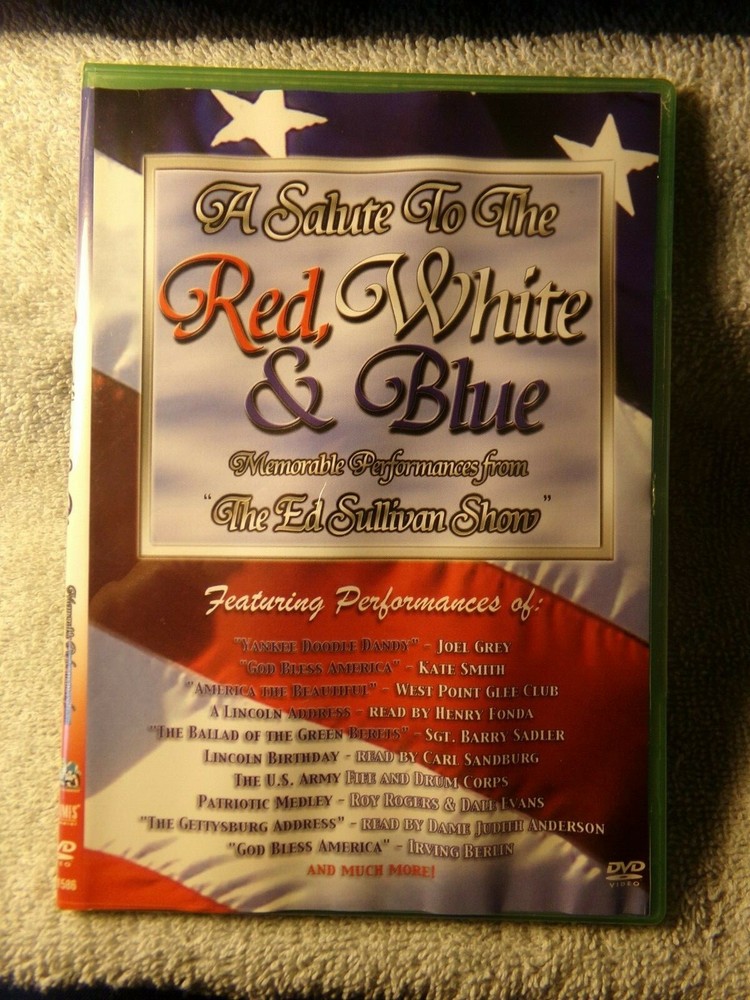 A Salute To The
Red, White
& Blue
Memorable Performances from
"The Ed Sullivan Show"
Featuring Performances of:
"Yankee Doodle Dandy" - Joel Grey
"God Bless America" - Kate Smith
"America the Beautiful" - West Point Glee Club
A Lincoln Address - read by Henry Fonda
"The Ballad of the Green Berets" - Sgt. Barry Sadler
Lincoln Birthday - read by Carl Sandburg
The U.S. Army Fife and Drum Corps
Patriotic Medley - Roy Rogers & Dale Evans
"The Gettysburg Address" - read by Dame Judith Anderson
"God Bless America" - Irving Berlin
and much more!
DVD
VIDEO